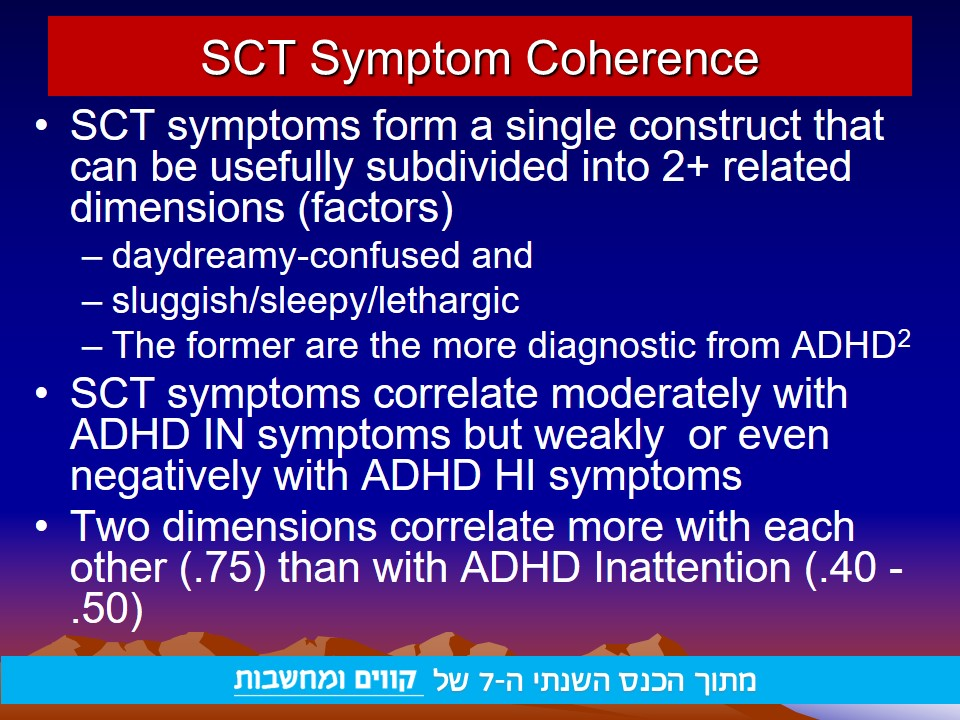 SCT Symptom Coherence
• SCT symptoms form a single construct that
can be usefully subdivided into 2+ related
dimensions (factors)
– daydreamy-confused and
– sluggish/sleepy/lethargic
– The former are the more diagnostic from ADHD²
• SCT symptoms correlate moderately with
ADHD IN symptoms but weakly  or even
negatively with ADHD HI symptoms
• Two dimensions correlate more with each
other (.75) than with ADHD Inattention (.40 -
.50)
מתוך הכנס השנתי ה-7 של קווים ומחשבות